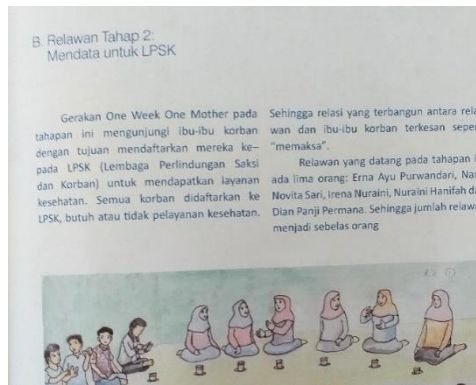 B. Relawan Tahap 2:
Mendata untuk LPSK
Gerakan One Week One Mother pada
tahapan ini mengunjungi ibu-ibu korban
dengan tujuan mendaftarkan mereka ke-
pada LPSK (Lembaga Perlindungan Saksi
dan Korban) untuk mendapatkan layanan
kesehatan. Semua korban didaftarkan ke
LPSK, butuh atau tidak pelayanan kesehatan.
Sehingga relasi yang terbangun antara rela
wan dan ibu-ibu korban terkesan sepe
"memaksa".
Relawan yang datang pada tahapan
ada lima orang: Erna Ayu Purwandari, Na
Novita Sari, Irena Nuraini, Nuraini Hanifah da
Dian Panji Permana. Sehingga jumlah relaw
menjadi sebelas orang